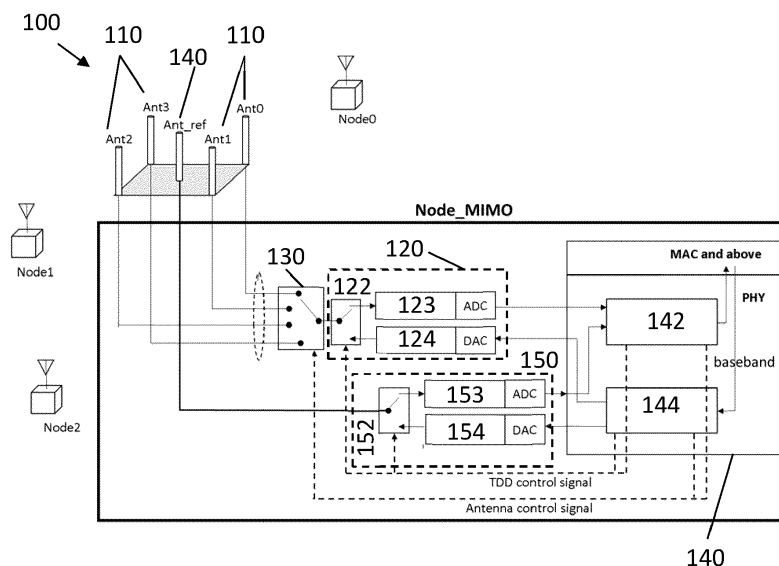 100
110
140
110
Ant3
Ant_ref
Ant0
Ant2
Ant1
Node0
Node_MIMO
Node1
120
MAC and above
130
122
123
ADC
PHY
142
124
DAC
150
baseband
153
ADC
144
Node2
152
154
DAC
TDD control signal
Antenna control signal
140